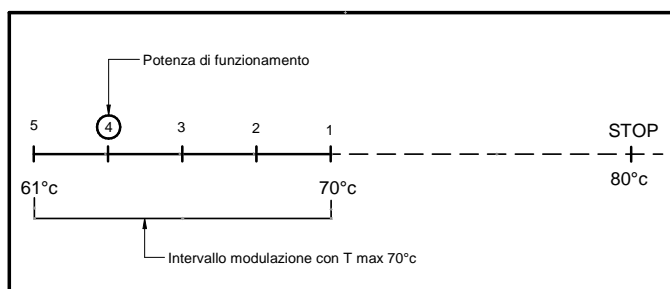 Potenza di funzionamento
5 4 3 2 1 STOP
61°c 70°c 80°c
Intervallo modulazione con T max 70°c